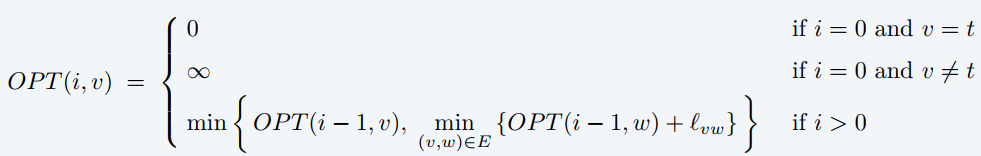 0 if i = 0 and v = t
OPT(i, v) = { ∞ if i = 0 and v ≠ t
min { OPT(i − 1, v), min_{(v,w)∈E} {OPT(i − 1, w) + ℓ_{vw}} } if i > 0